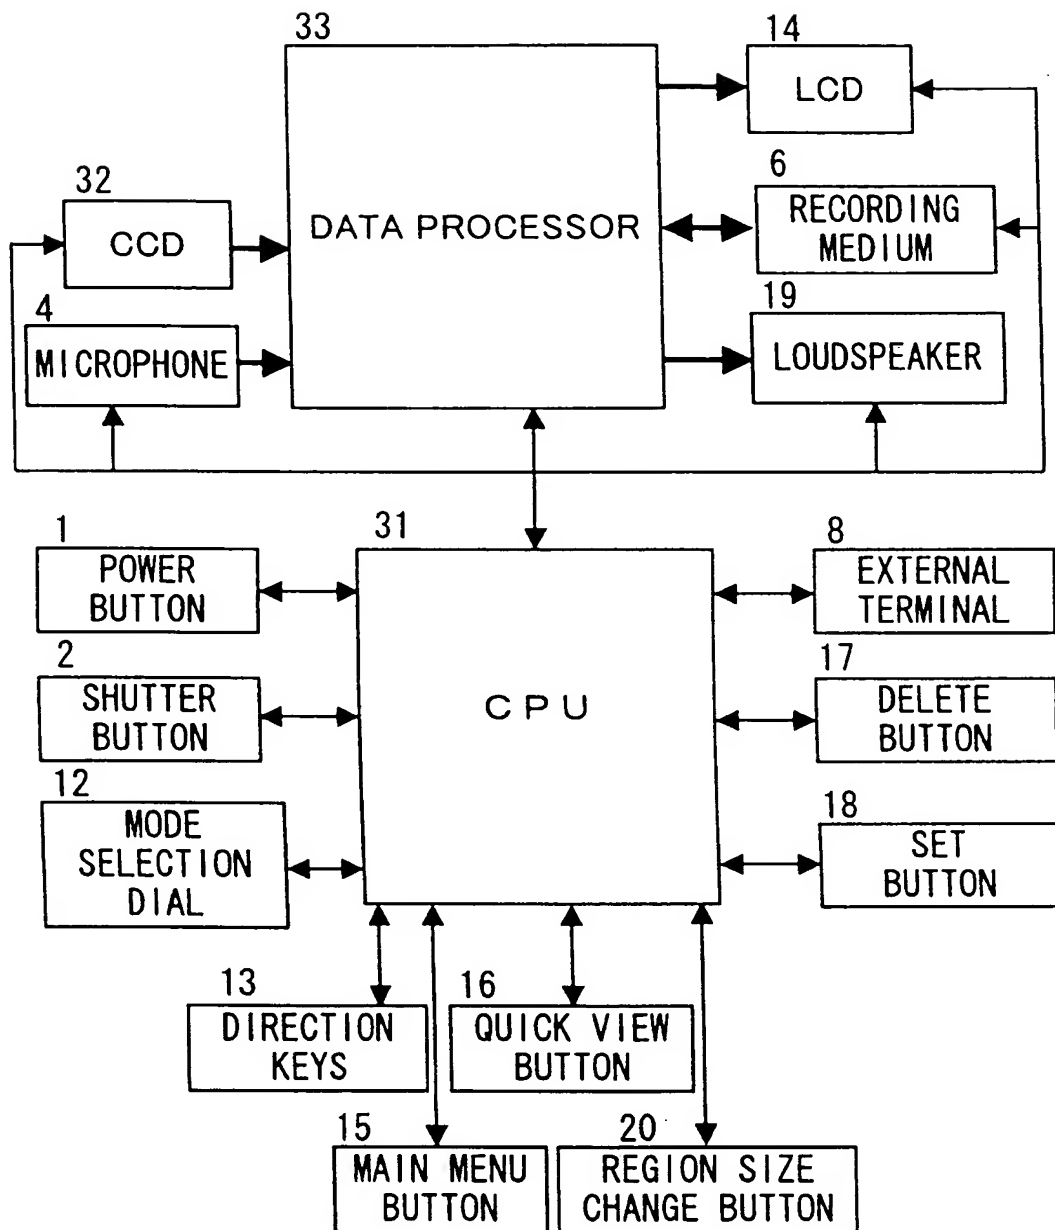 33
14
LCD
32
6
DATA PROCESSOR
RECORDING
MEDIUM
CCD
4
19
MICROPHONE
LOUDSPEAKER
31
1
8
POWER
BUTTON
EXTERNAL
TERMINAL
2
17
SHUTTER
BUTTON
CPU
DELETE
BUTTON
12
18
MODE
SELECTION
DIAL
SET
BUTTON
13
16
DIRECTION
KEYS
QUICK VIEW
BUTTON
15
20
MAIN MENU
BUTTON
REGION SIZE
CHANGE BUTTON